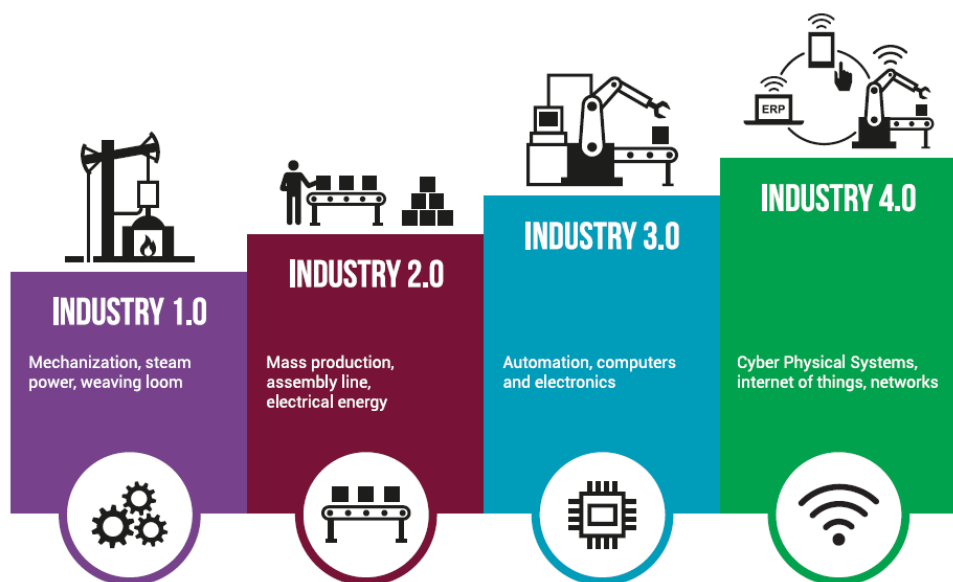 ERP
INDUSTRY 1.0
Mechanization, steam
power, weaving loom
INDUSTRY 2.0
Mass production,
assembly line,
electrical energy
INDUSTRY 3.0
Automation, computers
and electronics
INDUSTRY 4.0
Cyber Physical Systems,
internet of things, networks